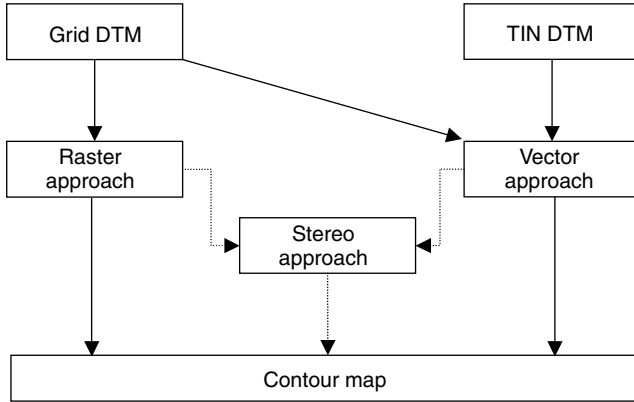 Grid DTM
TIN DTM
Raster
approach
Vector
approach
Stereo
approach
Contour map